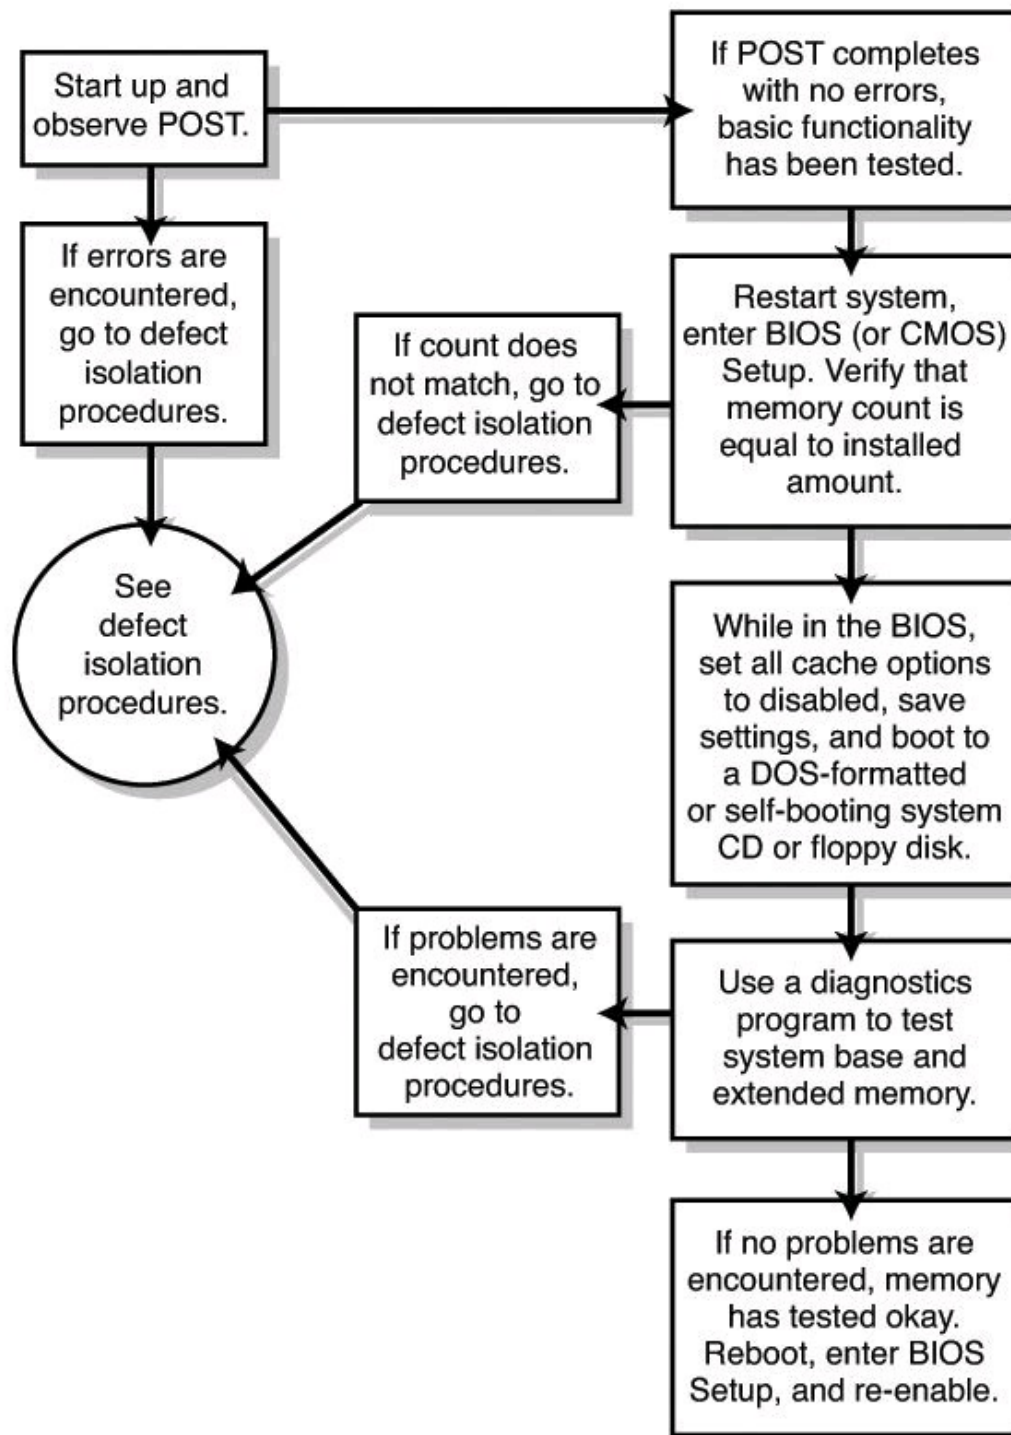 Start up and
observe POST.
If POST completes
with no errors,
basic functionality
has been tested.
If errors are
encountered,
go to defect
isolation
procedures.
Restart system,
enter BIOS (or CMOS)
Setup. Verify that
memory count is
equal to installed
amount.
If count does
not match, go to
defect isolation
procedures.
See
defect
isolation
procedures.
While in the BIOS,
set all cache options
to disabled, save
settings, and boot to
a DOS-formatted
or self-booting system
CD or floppy disk.
Use a diagnostics
program to test
system base and
extended memory.
If problems are
encountered,
go to
defect isolation
procedures.
If no problems are
encountered, memory
has tested okay.
Reboot, enter BIOS
Setup, and re-enable.